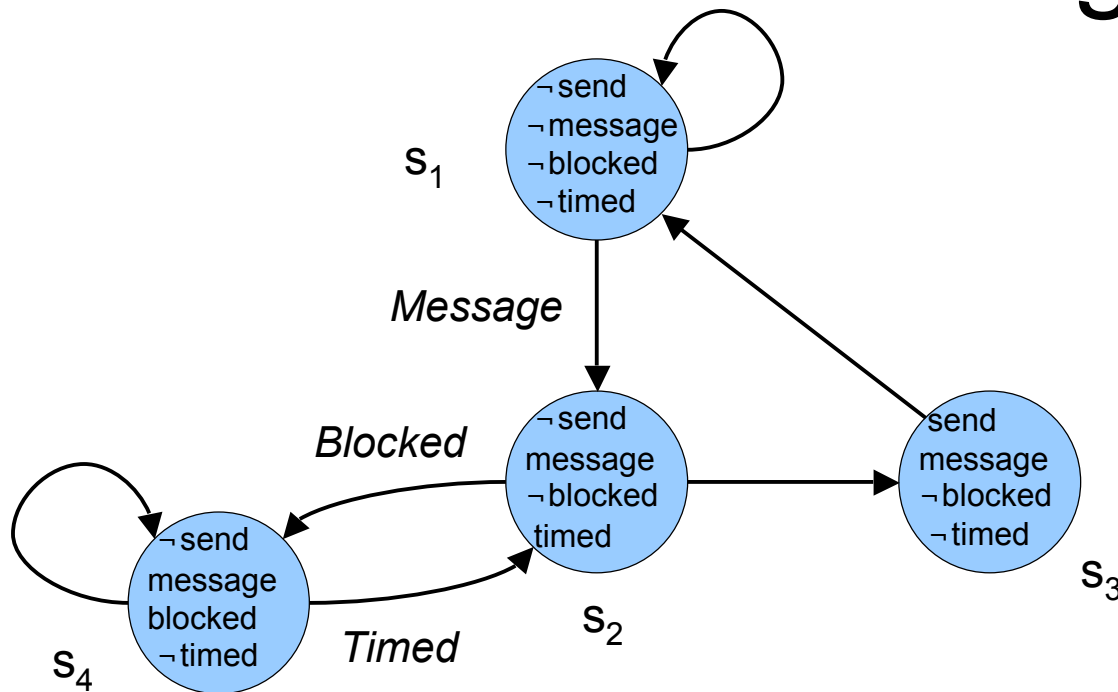 ¬ send
¬ message
¬ blocked
¬ timed
s₁
Message
¬ send
message
¬ blocked
timed
s₂
send
message
¬ blocked
¬ timed
s₃
Blocked
¬ send
message
blocked
¬ timed
s₄
Timed